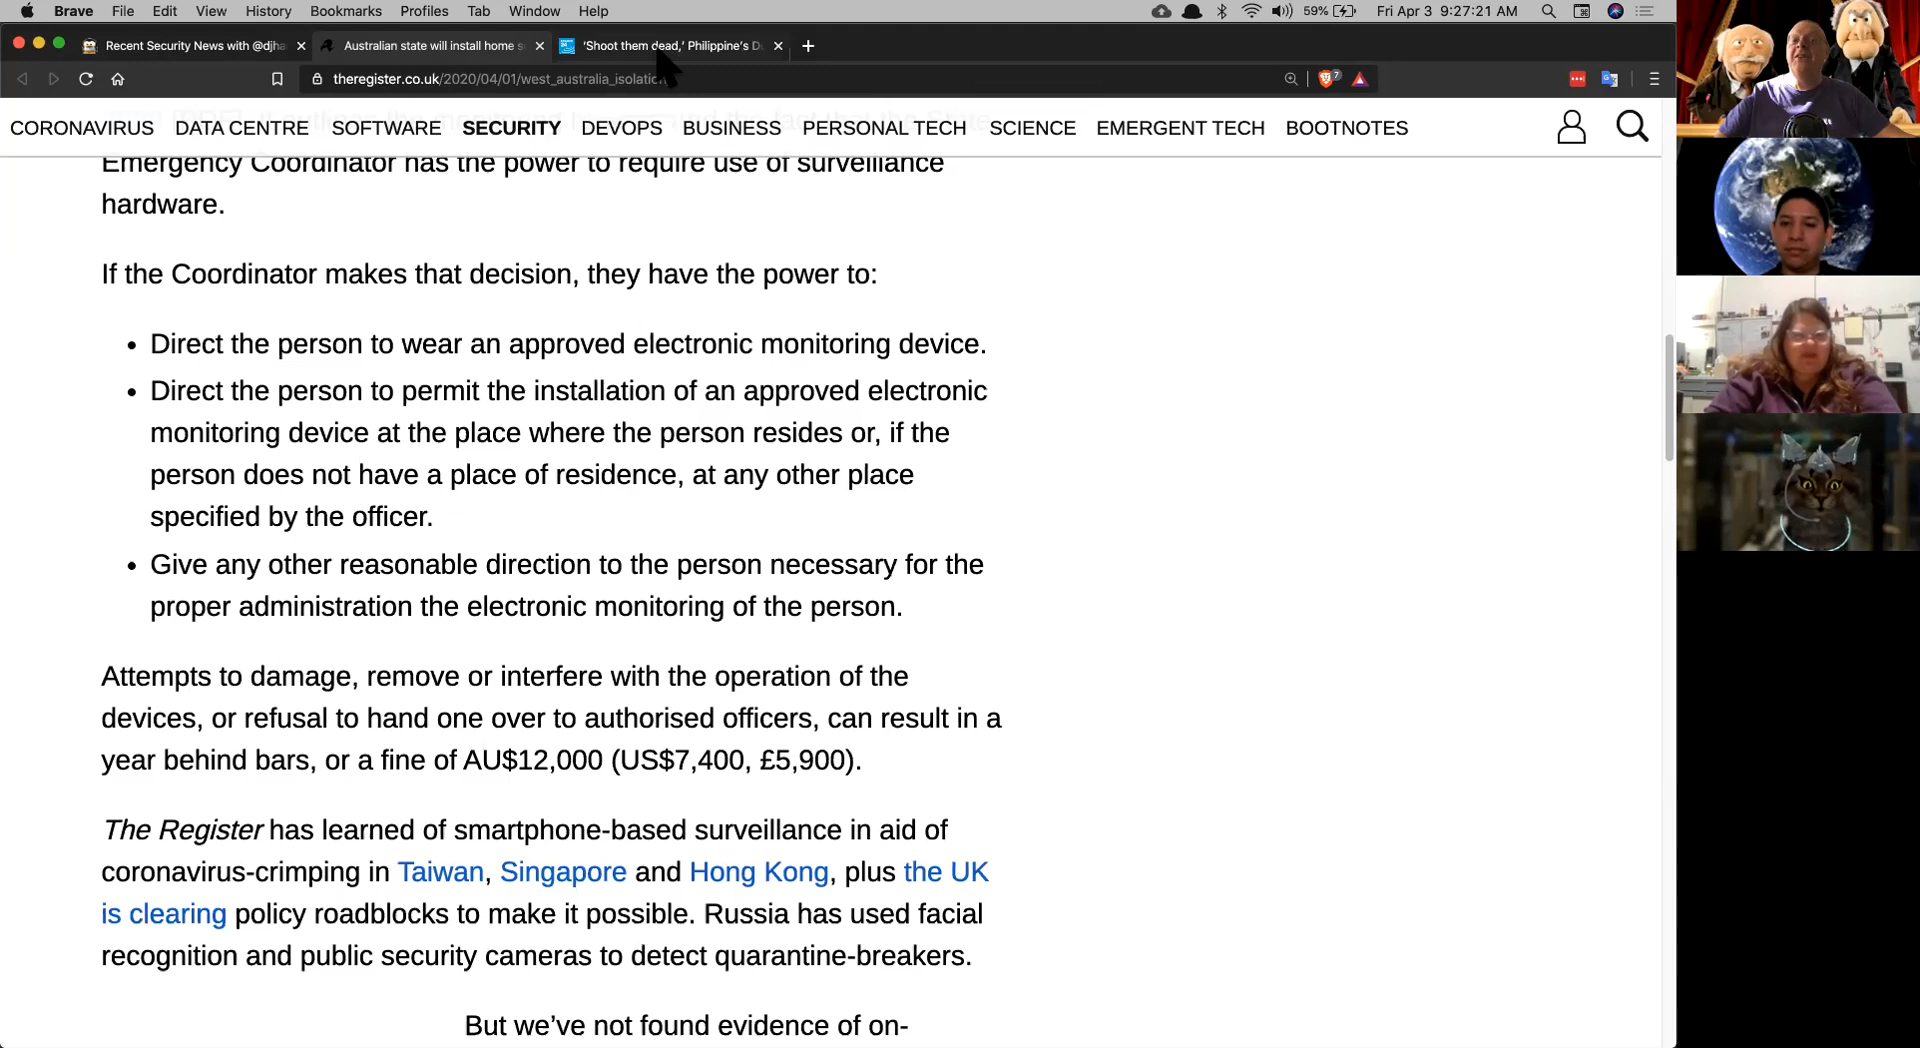 Brave File Edit View History Bookmarks Profiles Tab Window Help 59% Fri Apr 3 9:27:21 AM
Recent Security News with @djha Australian state will install home s 'Shoot them dead,' Philippine's D
theregister.co.uk/2020/04/01/west_australia_isolatio 7
CORONAVIRUS DATA CENTRE SOFTWARE SECURITY DEVOPS BUSINESS PERSONAL TECH SCIENCE EMERGENT TECH BOOTNOTES
Emergency Coordinator has the power to require use of surveillance
hardware.
If the Coordinator makes that decision, they have the power to:
• Direct the person to wear an approved electronic monitoring device.
• Direct the person to permit the installation of an approved electronic
monitoring device at the place where the person resides or, if the
person does not have a place of residence, at any other place
specified by the officer.
• Give any other reasonable direction to the person necessary for the
proper administration the electronic monitoring of the person.
Attempts to damage, remove or interfere with the operation of the
devices, or refusal to hand one over to authorised officers, can result in a
year behind bars, or a fine of AU$12,000 (US$7,400, £5,900).
The Register has learned of smartphone-based surveillance in aid of
coronavirus-crimping in Taiwan, Singapore and Hong Kong, plus the UK
is clearing policy roadblocks to make it possible. Russia has used facial
recognition and public security cameras to detect quarantine-breakers.
But we've not found evidence of on-